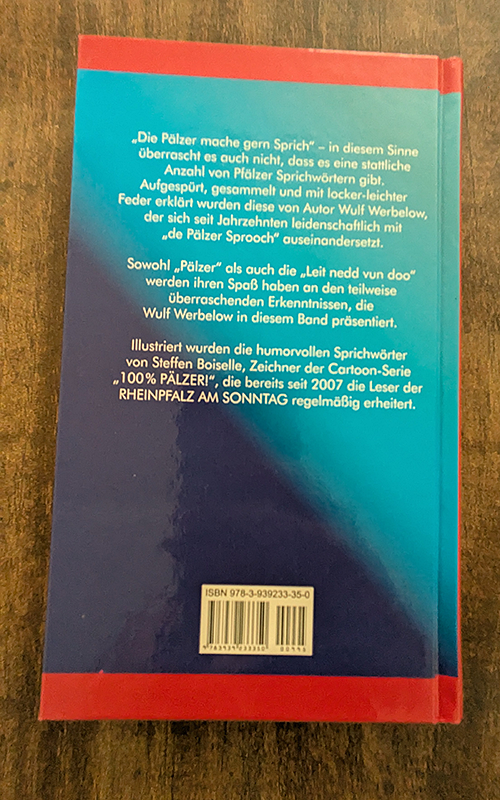 „Die Pälzer mache gern Sprich" – in diesem Sinne
überrascht es auch nicht, dass es eine stattliche
Anzahl von Pfälzer Sprichwörtern gibt.
Aufgespürt, gesammelt und mit locker-leichter
Feder erklärt wurden diese von Autor Wulf Werbelow,
der sich seit Jahrzehnten leidenschaftlich mit
„de Pälzer Sprooch" auseinandersetzt.
Sowohl „Pälzer" als auch die „Leit nedd vun doo"
werden ihren Spaß haben an den teilweise
überraschenden Erkenntnissen, die
Wulf Werbelow in diesem Band präsentiert.
Illustriert wurden die humorvollen Sprichwörter
von Steffen Boiselle, Zeichner der Cartoon-Serie
„100% PÄLZER!", die bereits seit 2007 die Leser der
RHEINPFALZ AM SONNTAG regelmäßig erheitert.
ISBN 978-3-939233-35-0
9 783939 233350 00995